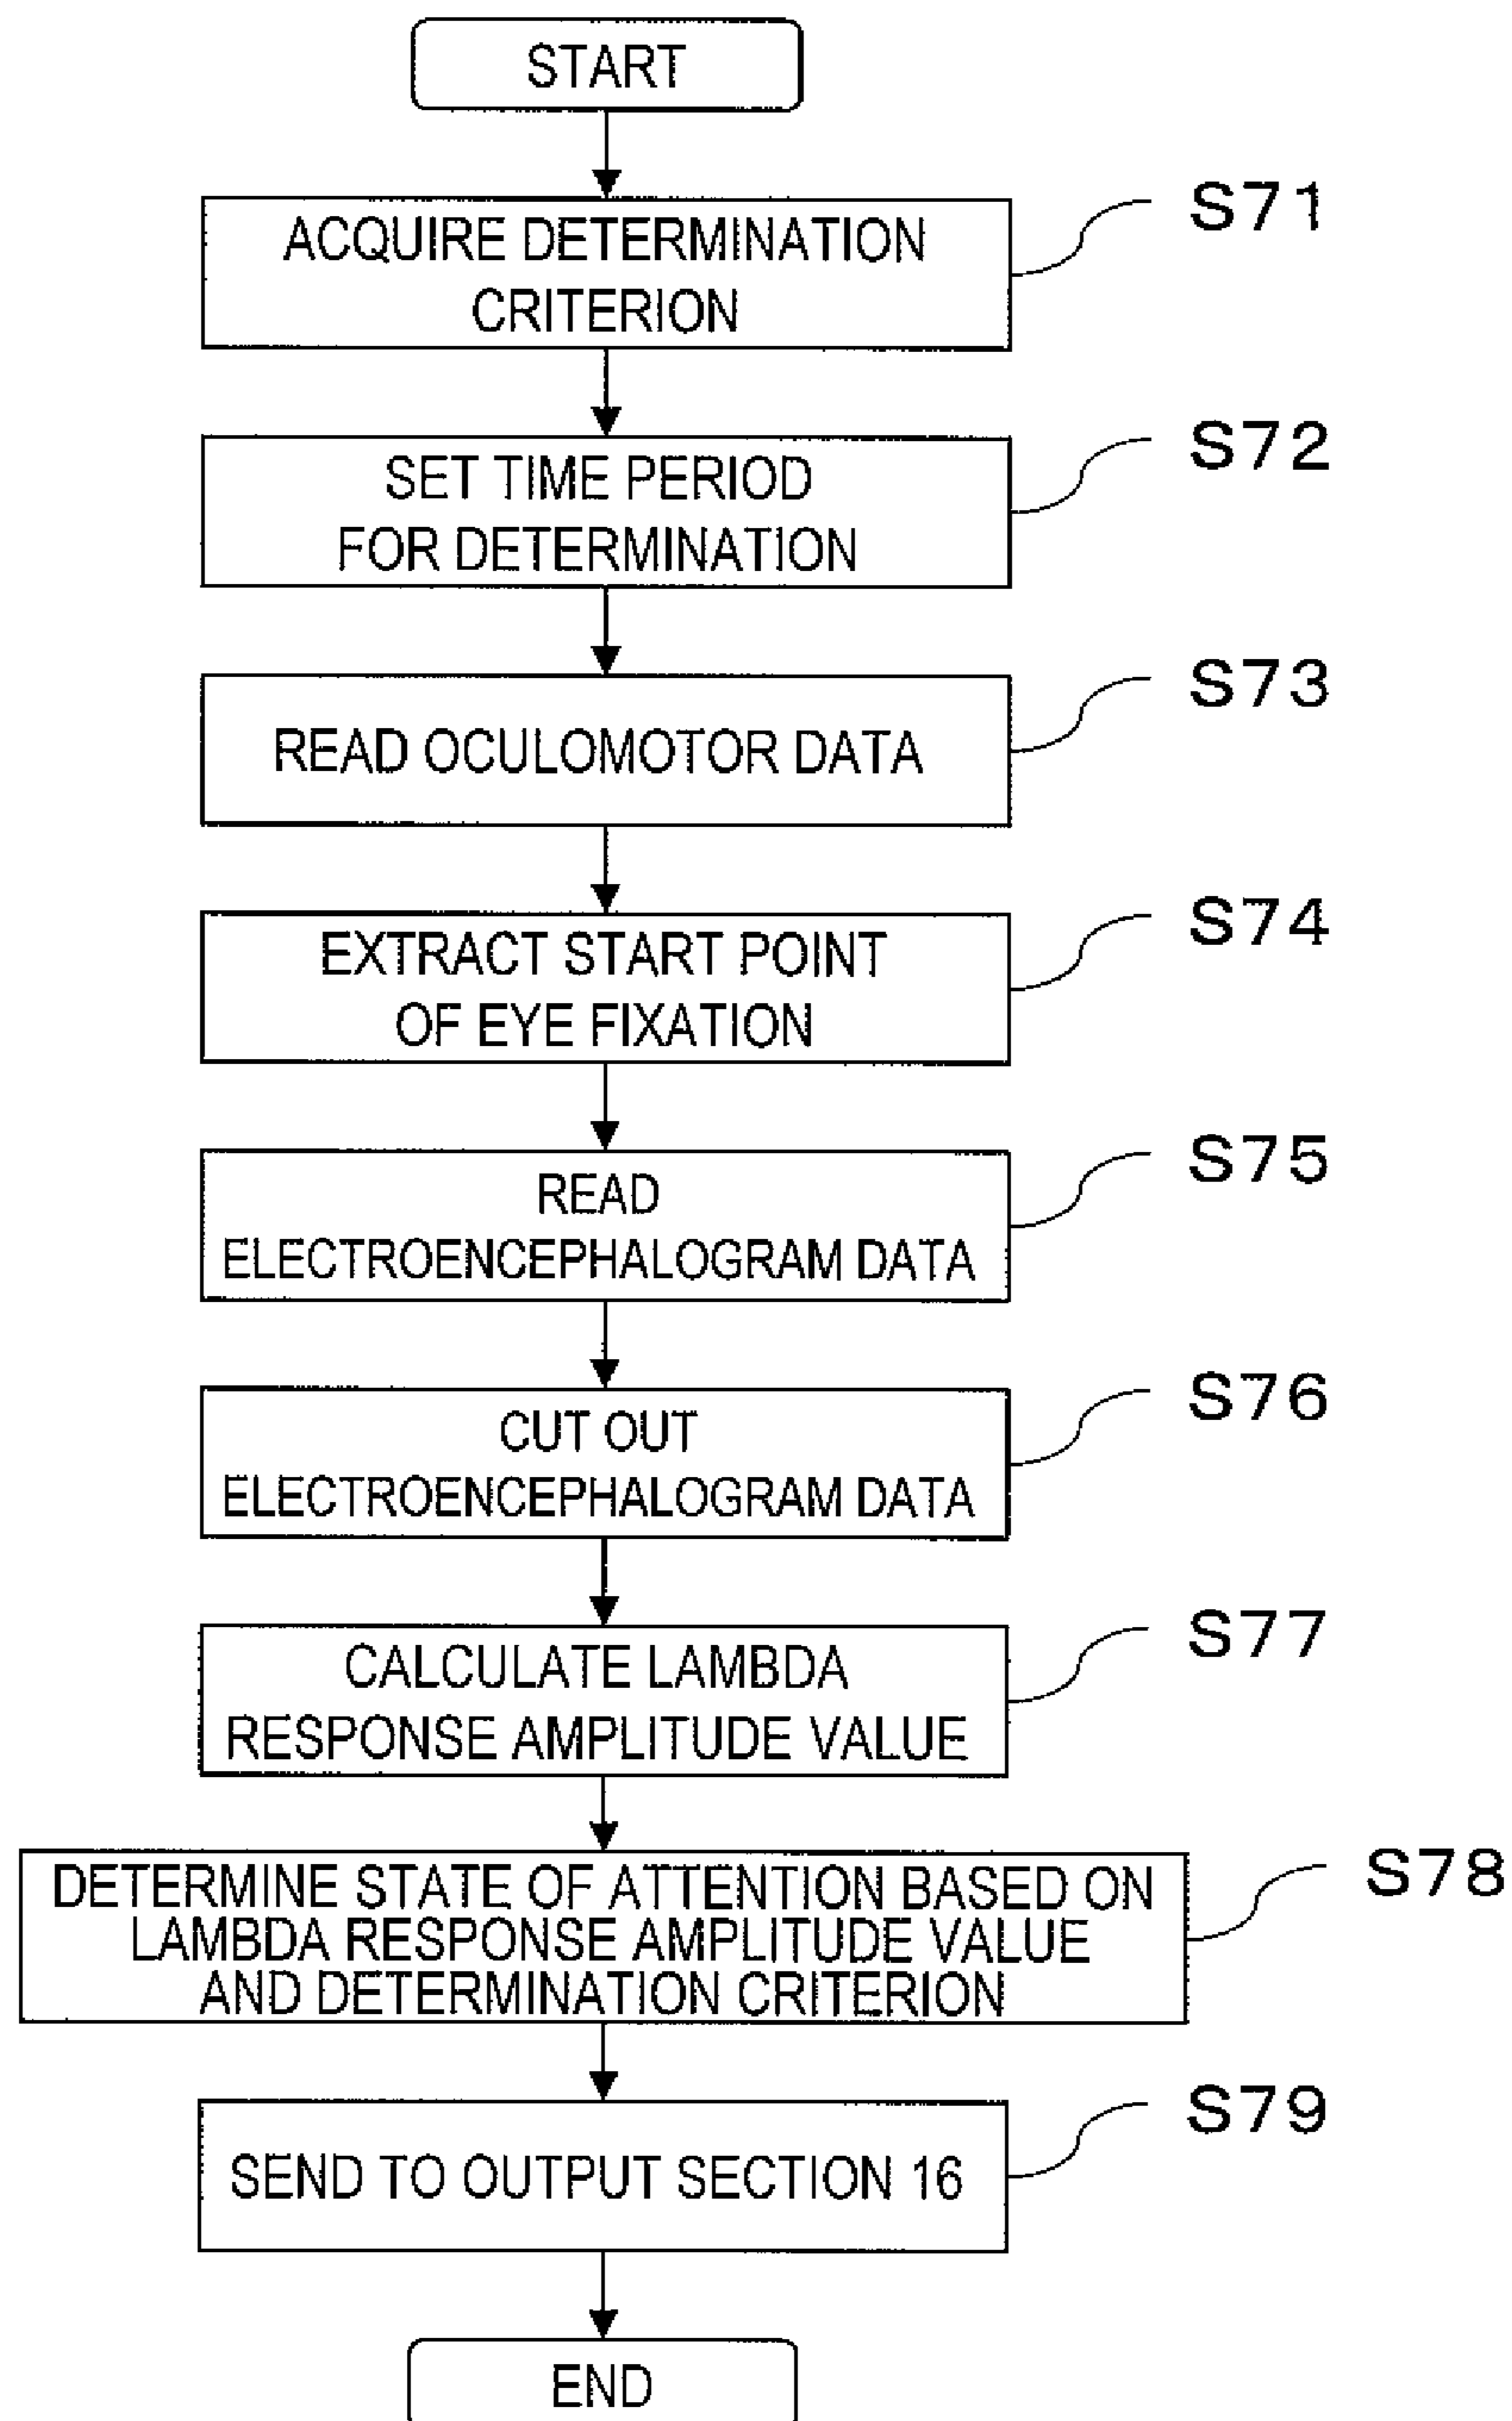 START
ACQUIRE DETERMINATION
CRITERION
S71
SET TIME PERIOD
FOR DETERMINATION
S72
READ OCULOMOTOR DATA
S73
EXTRACT START POINT
OF EYE FIXATION
S74
READ
ELECTROENCEPHALOGRAM DATA
S75
CUT OUT
ELECTROENCEPHALOGRAM DATA
S76
CALCULATE LAMBDA
RESPONSE AMPLITUDE VALUE
S77
DETERMINE STATE OF ATTENTION BASED ON
LAMBDA RESPONSE AMPLITUDE VALUE
AND DETERMINATION CRITERION
S78
SEND TO OUTPUT SECTION 16
S79
END